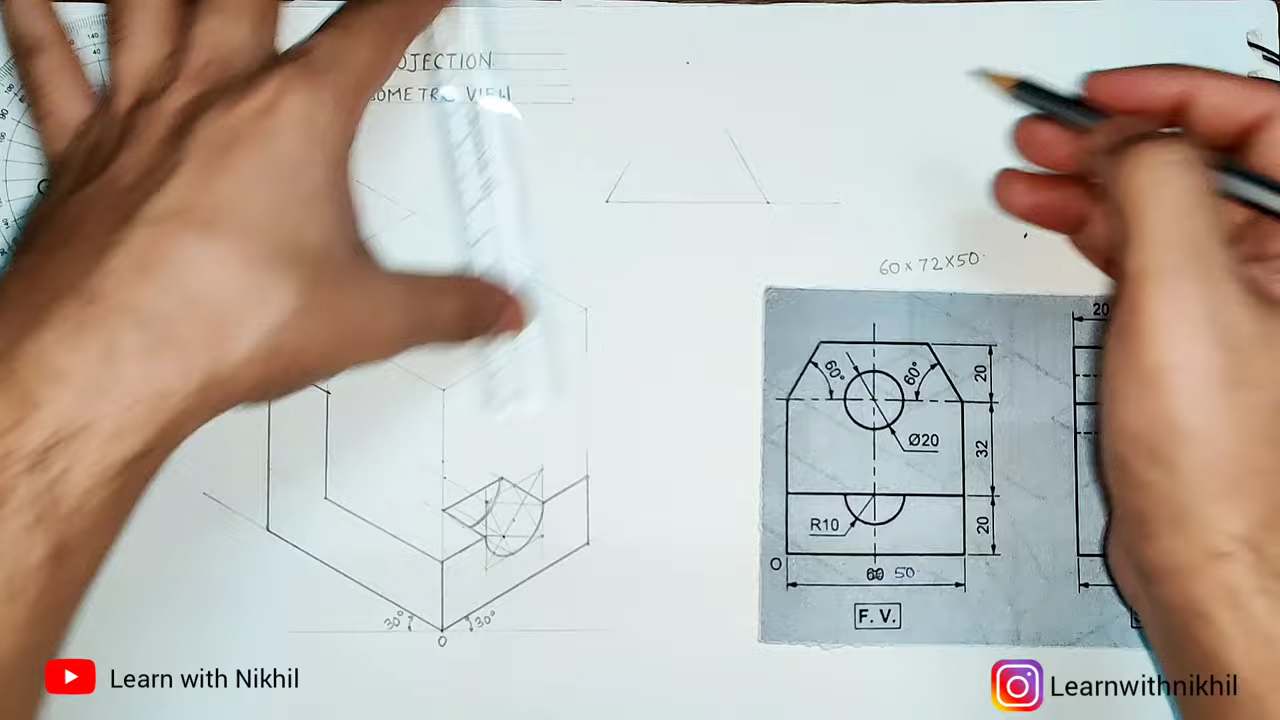 VIEW
60×72×50
20
60°
60°
20
Ø20
32
R10
20
O
60 50
F. V.
30°
30°
O
Learn with Nikhil
Learnwithnikhil